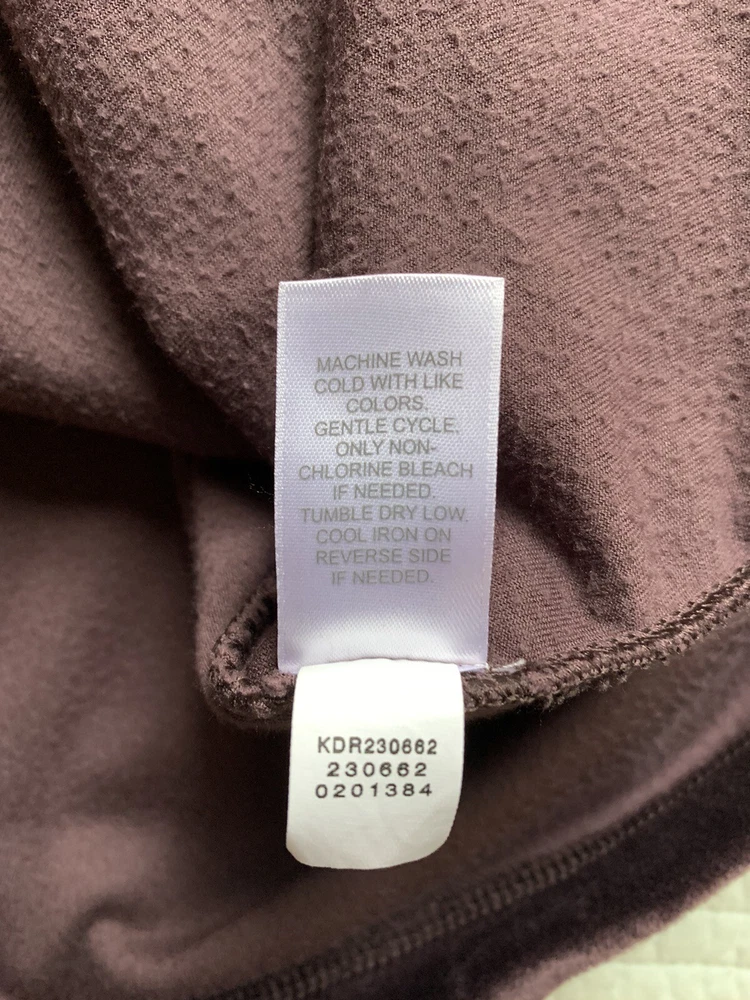 MACHINE WASH
COLD WITH LIKE
COLORS.
GENTLE CYCLE.
ONLY NON-
CHLORINE BLEACH
IF NEEDED.
TUMBLE DRY LOW.
COOL IRON ON
REVERSE SIDE
IF NEEDED.
KDR230662
230662
0201384